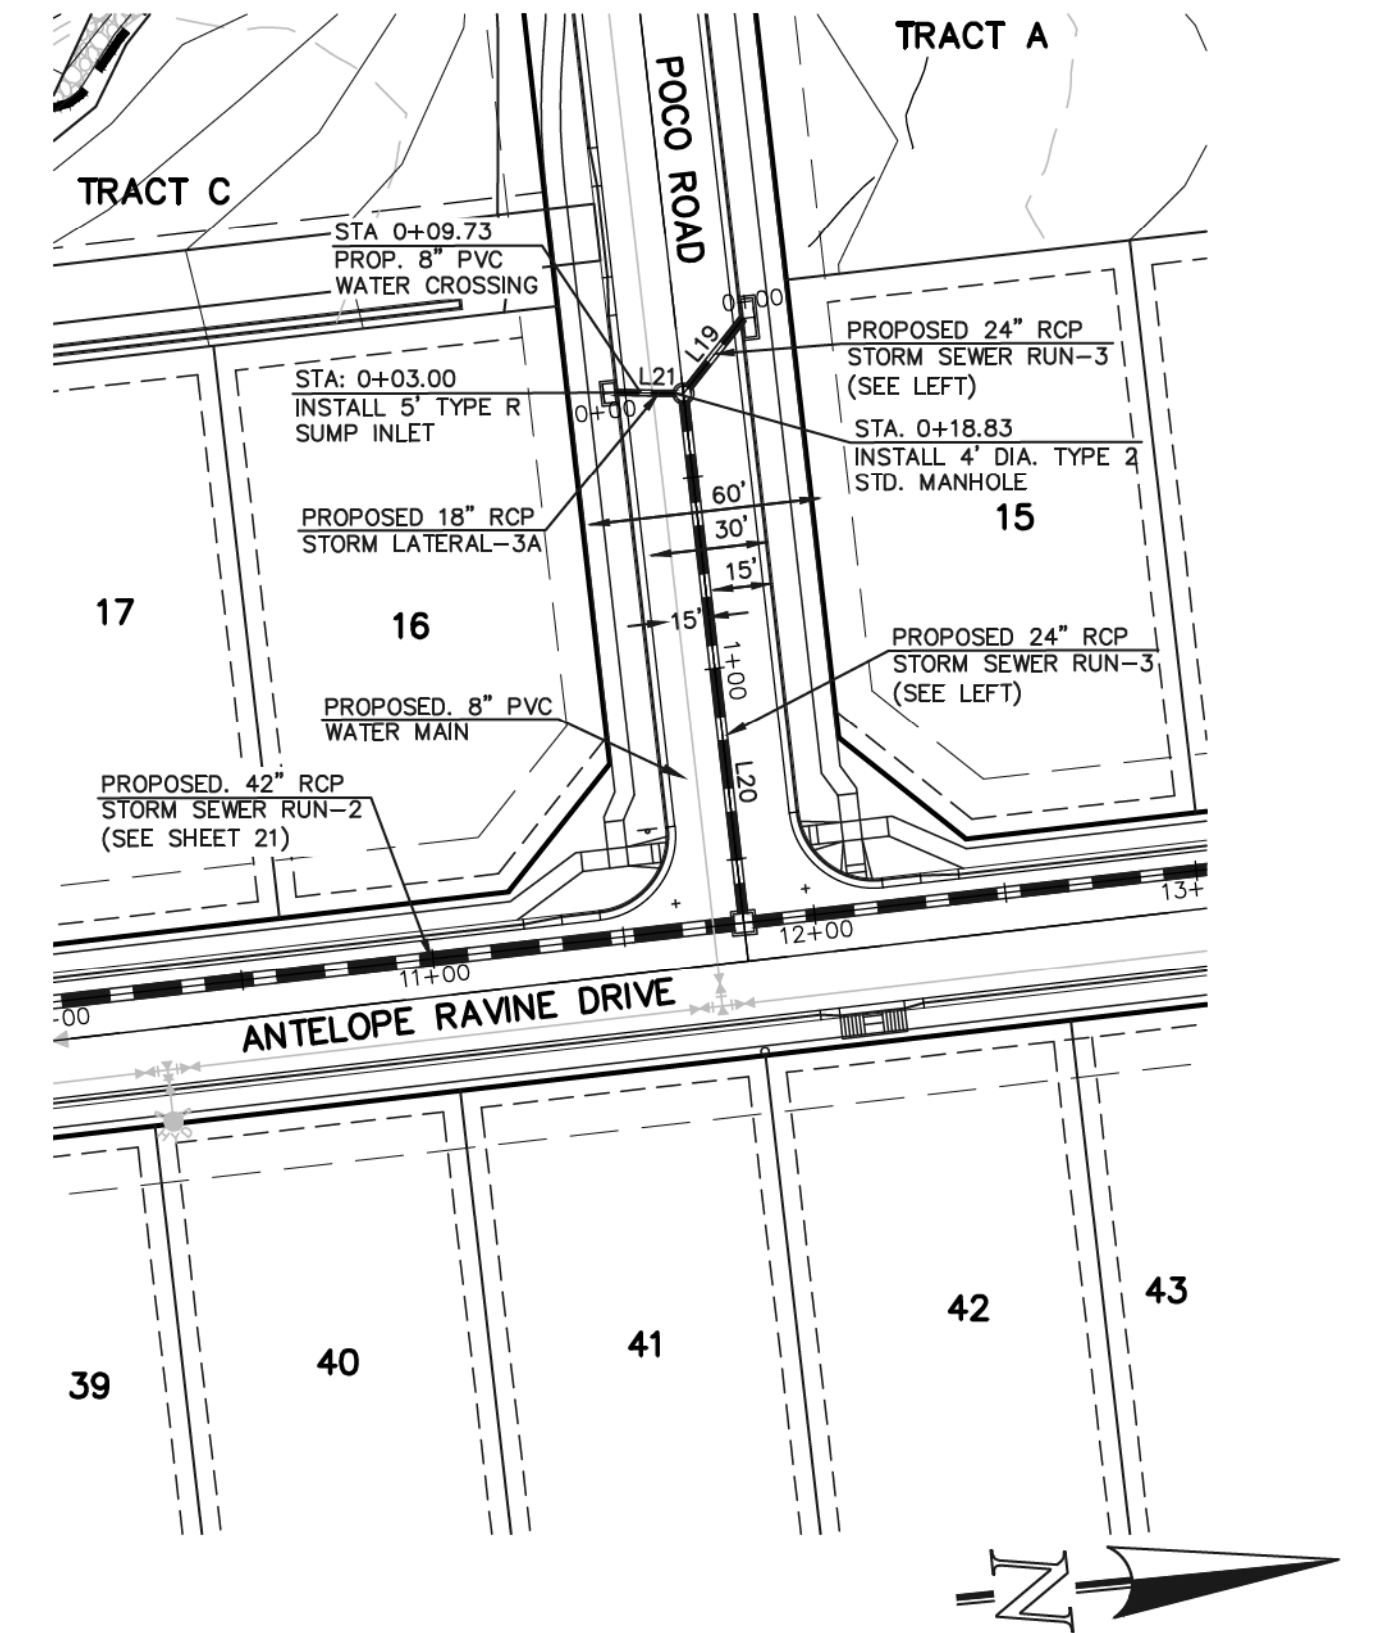 TRACT A
POCO ROAD
TRACT C
STA 0+09.73
PROP. 8" PVC
WATER CROSSING
0+00
L19
PROPOSED 24" RCP
STORM SEWER RUN-3
(SEE LEFT)
STA: 0+03.00
INSTALL 5' TYPE R
SUMP INLET
L21
0+00
STA. 0+18.83
INSTALL 4' DIA. TYPE 2
STD. MANHOLE
15
PROPOSED 18" RCP
STORM LATERAL-3A
60'
30'
15'
15'
17
16
1+00
PROPOSED 24" RCP
STORM SEWER RUN-3
(SEE LEFT)
PROPOSED. 8" PVC
WATER MAIN
L20
PROPOSED. 42" RCP
STORM SEWER RUN-2
(SEE SHEET 21)
13+
12+00
11+00
-00
ANTELOPE RAVINE DRIVE
HYD
43
42
41
40
39
N